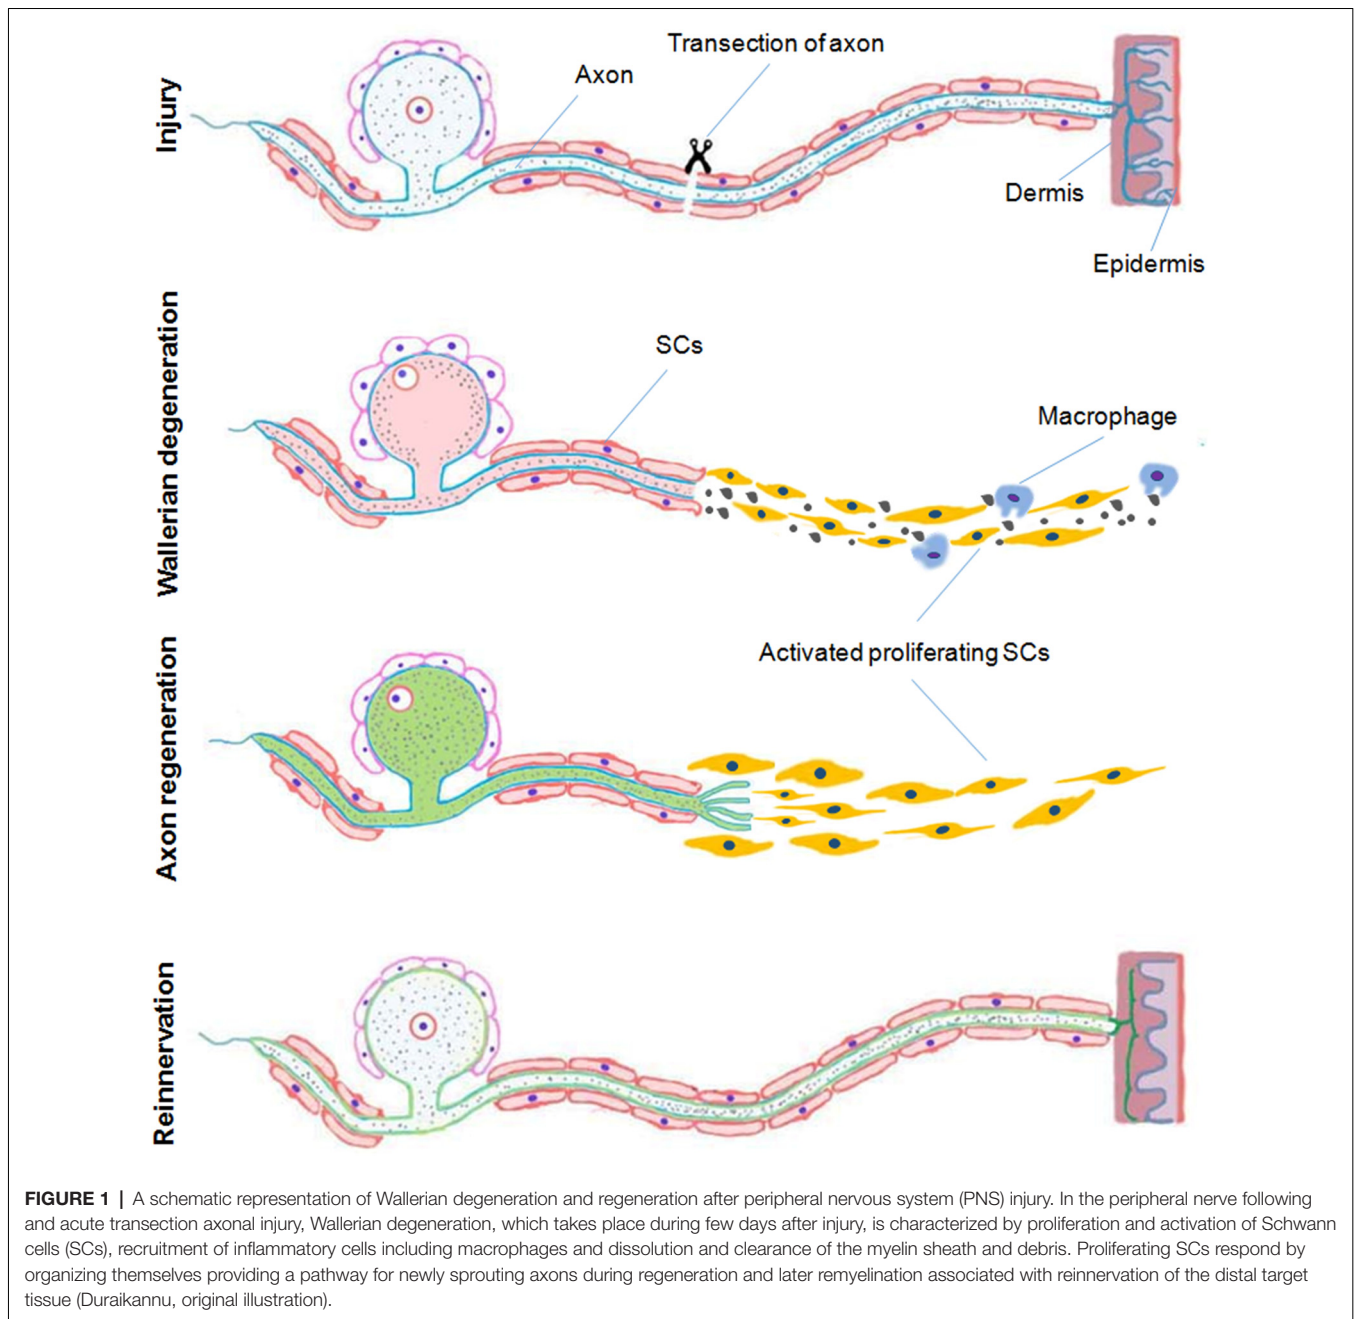 Injury
Transection of axon
Axon
Dermis
Epidermis
Wallerian degeneration
SCs
Macrophage
Activated proliferating SCs
Axon regeneration
Reinnervation
FIGURE 1 | A schematic representation of Wallerian degeneration and regeneration after peripheral nervous system (PNS) injury. In the peripheral nerve following
and acute transection axonal injury, Wallerian degeneration, which takes place during few days after injury, is characterized by proliferation and activation of Schwann
cells (SCs), recruitment of inflammatory cells including macrophages and dissolution and clearance of the myelin sheath and debris. Proliferating SCs respond by
organizing themselves providing a pathway for newly sprouting axons during regeneration and later remyelination associated with reinnervation of the distal target
tissue (Duraikannu, original illustration).